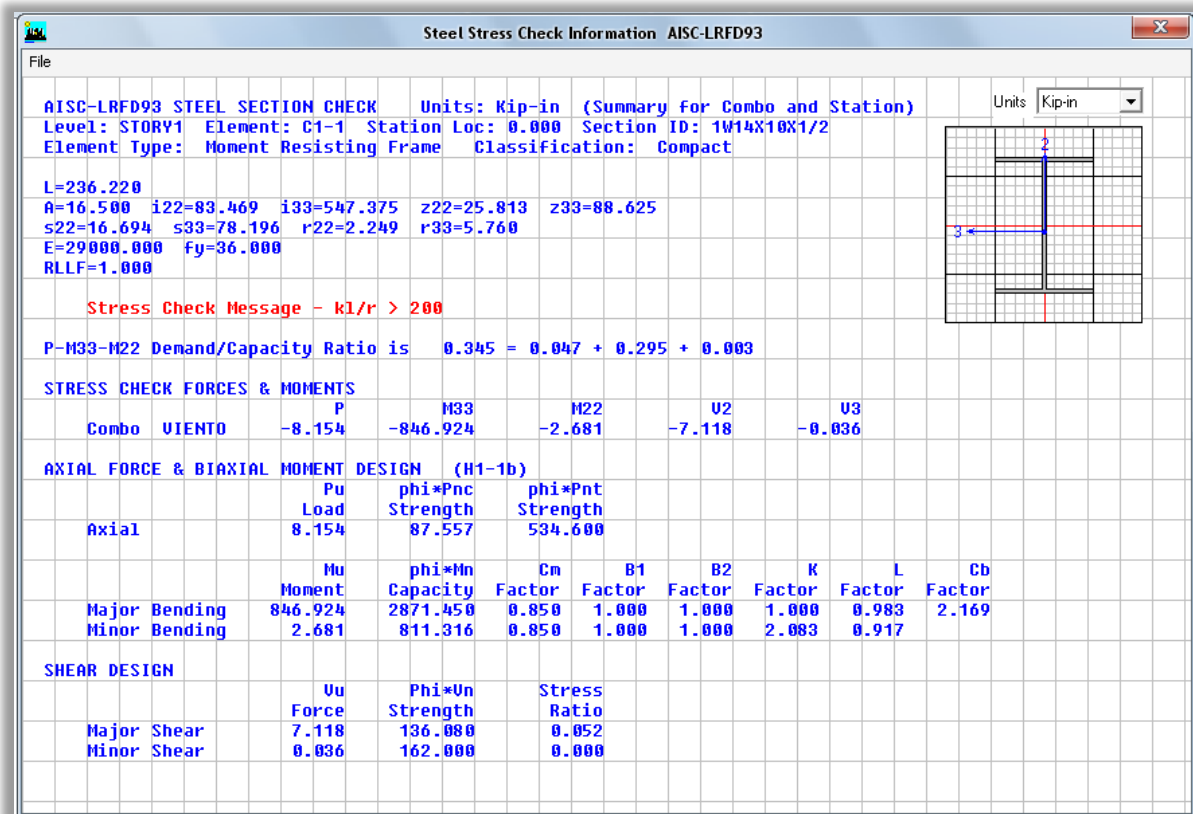 Steel Stress Check Information AISC-LRFD93
X
File
Units Kip-in
AISC-LRFD93 STEEL SECTION CHECK Units: Kip-in (Summary for Combo and Station)
Level: STORY1 Element: C1-1 Station Loc: 0.000 Section ID: 1W14X10X1/2
Element Type: Moment Resisting Frame Classification: Compact
2
3
L=236.220
A=16.500 i22=83.469 i33=547.375 z22=25.813 z33=88.625
s22=16.694 s33=78.196 r22=2.249 r33=5.760
E=29000.000 fy=36.000
RLLF=1.000
Stress Check Message - kl/r > 200
P-M33-M22 Demand/Capacity Ratio is 0.345 = 0.047 + 0.295 + 0.003
STRESS CHECK FORCES & MOMENTS
P M33 M22 V2 V3
Combo VIENTO -8.154 -846.924 -2.681 -7.118 -0.036
AXIAL FORCE & BIAXIAL MOMENT DESIGN (H1-1b)
Pu phi*Pnc phi*Pnt
Load Strength Strength
Axial 8.154 87.557 534.600
Mu phi*Mn Cm B1 B2 K L Cb
Moment Capacity Factor Factor Factor Factor Factor Factor
Major Bending 846.924 2871.450 0.850 1.000 1.000 1.000 0.983 2.169
Minor Bending 2.681 811.316 0.850 1.000 1.000 2.083 0.917
SHEAR DESIGN
Vu Phi*Vn Stress
Force Strength Ratio
Major Shear 7.118 136.080 0.052
Minor Shear 0.036 162.000 0.000